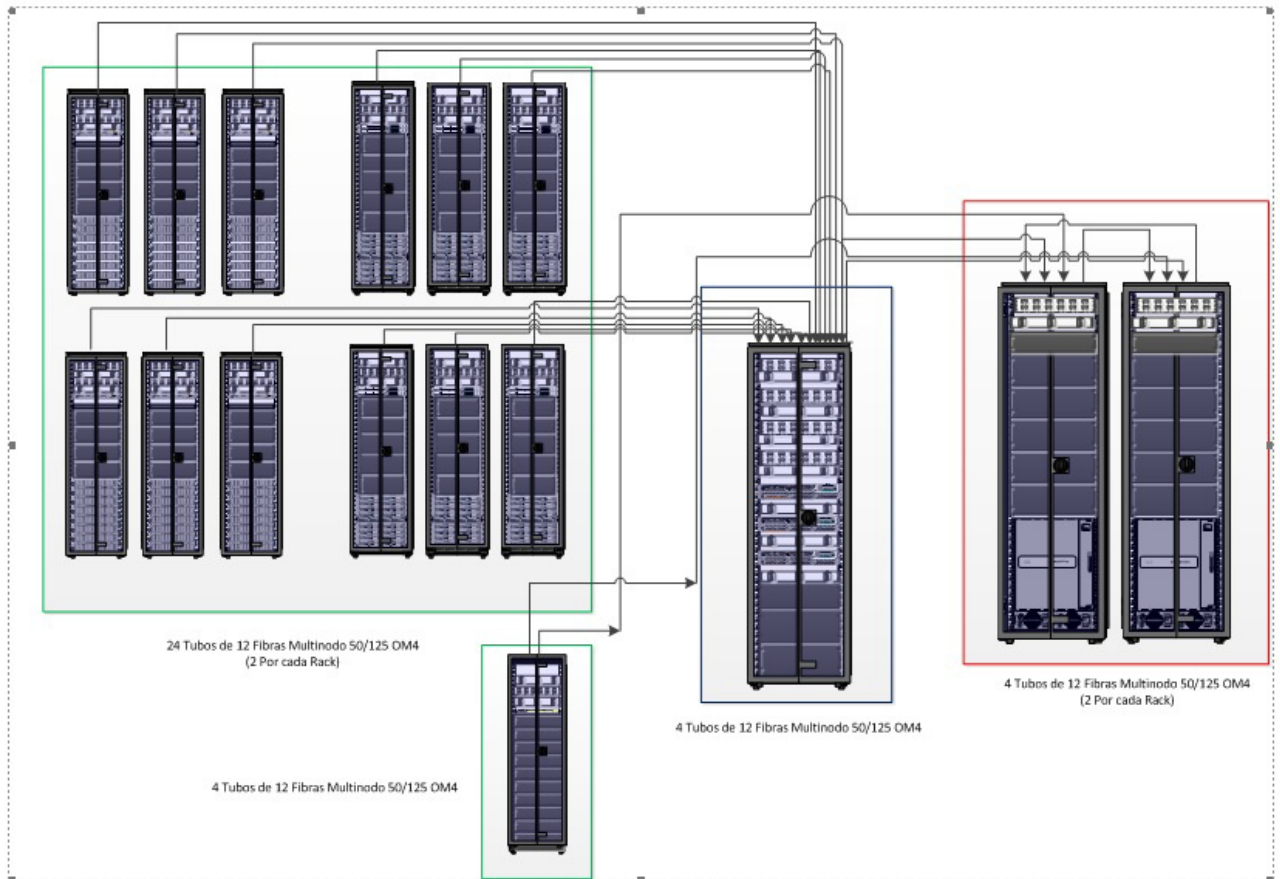 24 Tubos de 12 Fibras Multinodo 50/125 OM4
(2 Por cada Rack)
4 Tubos de 12 Fibras Multinodo 50/125 OM4
(2 Por cada Rack)
4 Tubos de 12 Fibras Multinodo 50/125 OM4
4 Tubos de 12 Fibras Multinodo 50/125 OM4